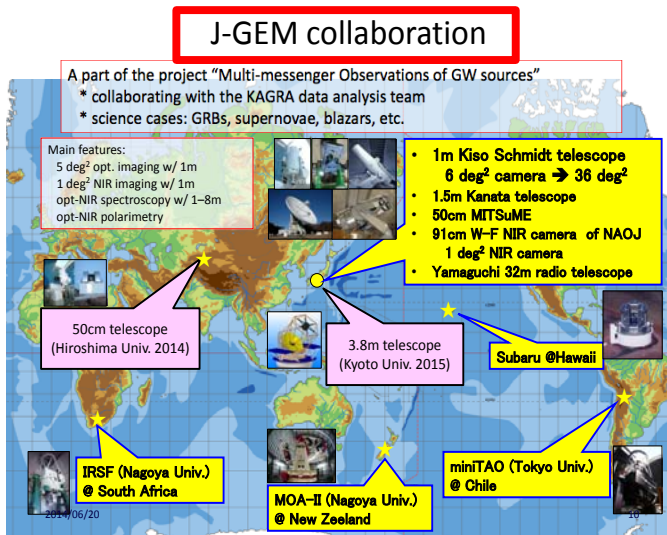 J-GEM collaboration
A part of the project “Multi-messenger Observations of GW sources”
* collaborating with the KAGRA data analysis team
* science cases: GRBs, supernovae, blazars, etc.
Main features:
5 deg² opt. imaging w/ 1m
1 deg² NIR imaging w/ 1m
opt-NIR spectroscopy w/ 1–8m
opt-NIR polarimetry
• 1m Kiso Schmidt telescope
6 deg² camera ➔ 36 deg²
• 1.5m Kanata telescope
• 50cm MITSuME
• 91cm W-F NIR camera of NAOJ
1 deg² NIR camera
• Yamaguchi 32m radio telescope
50cm telescope
(Hiroshima Univ. 2014)
3.8m telescope
(Kyoto Univ. 2015)
Subaru @Hawaii
IRSF (Nagoya Univ.)
@ South Africa
MOA-II (Nagoya Univ.)
@ New Zeeland
miniTAO (Tokyo Univ.)
@ Chile
2014/06/20
10